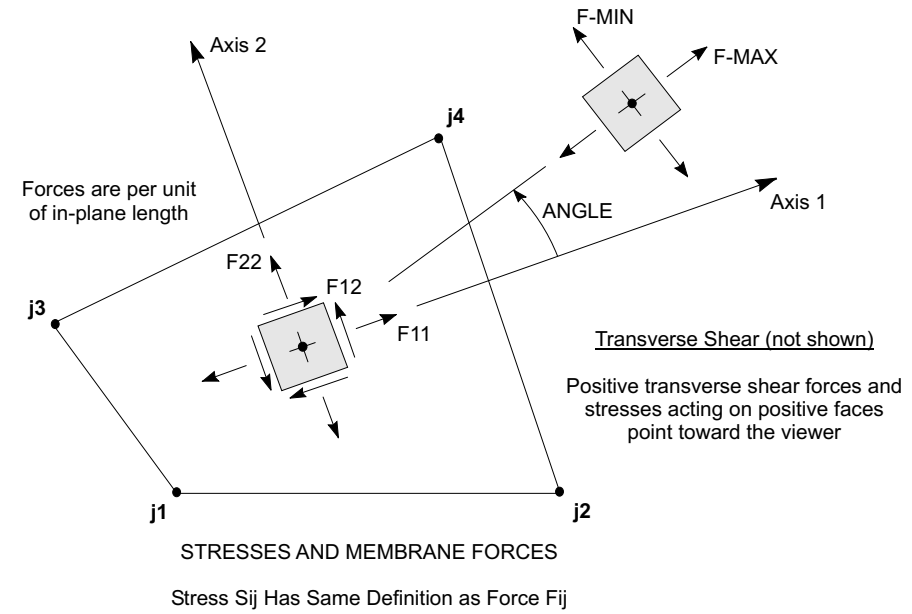 F-MIN
Axis 2
F-MAX
j4
Forces are per unit
of in-plane length
Axis 1
ANGLE
F22
F12
j3
F11
Transverse Shear (not shown)
Positive transverse shear forces and
stresses acting on positive faces
point toward the viewer
j1
j2
STRESSES AND MEMBRANE FORCES
Stress Sij Has Same Definition as Force Fij